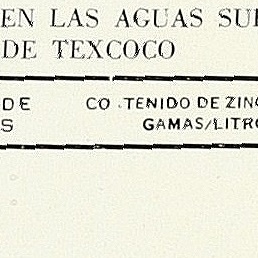 EN LAS AGUAS SU
DE TEXCOCO
DE CO TENIDO DE ZINC
S GAMAS/LITRO